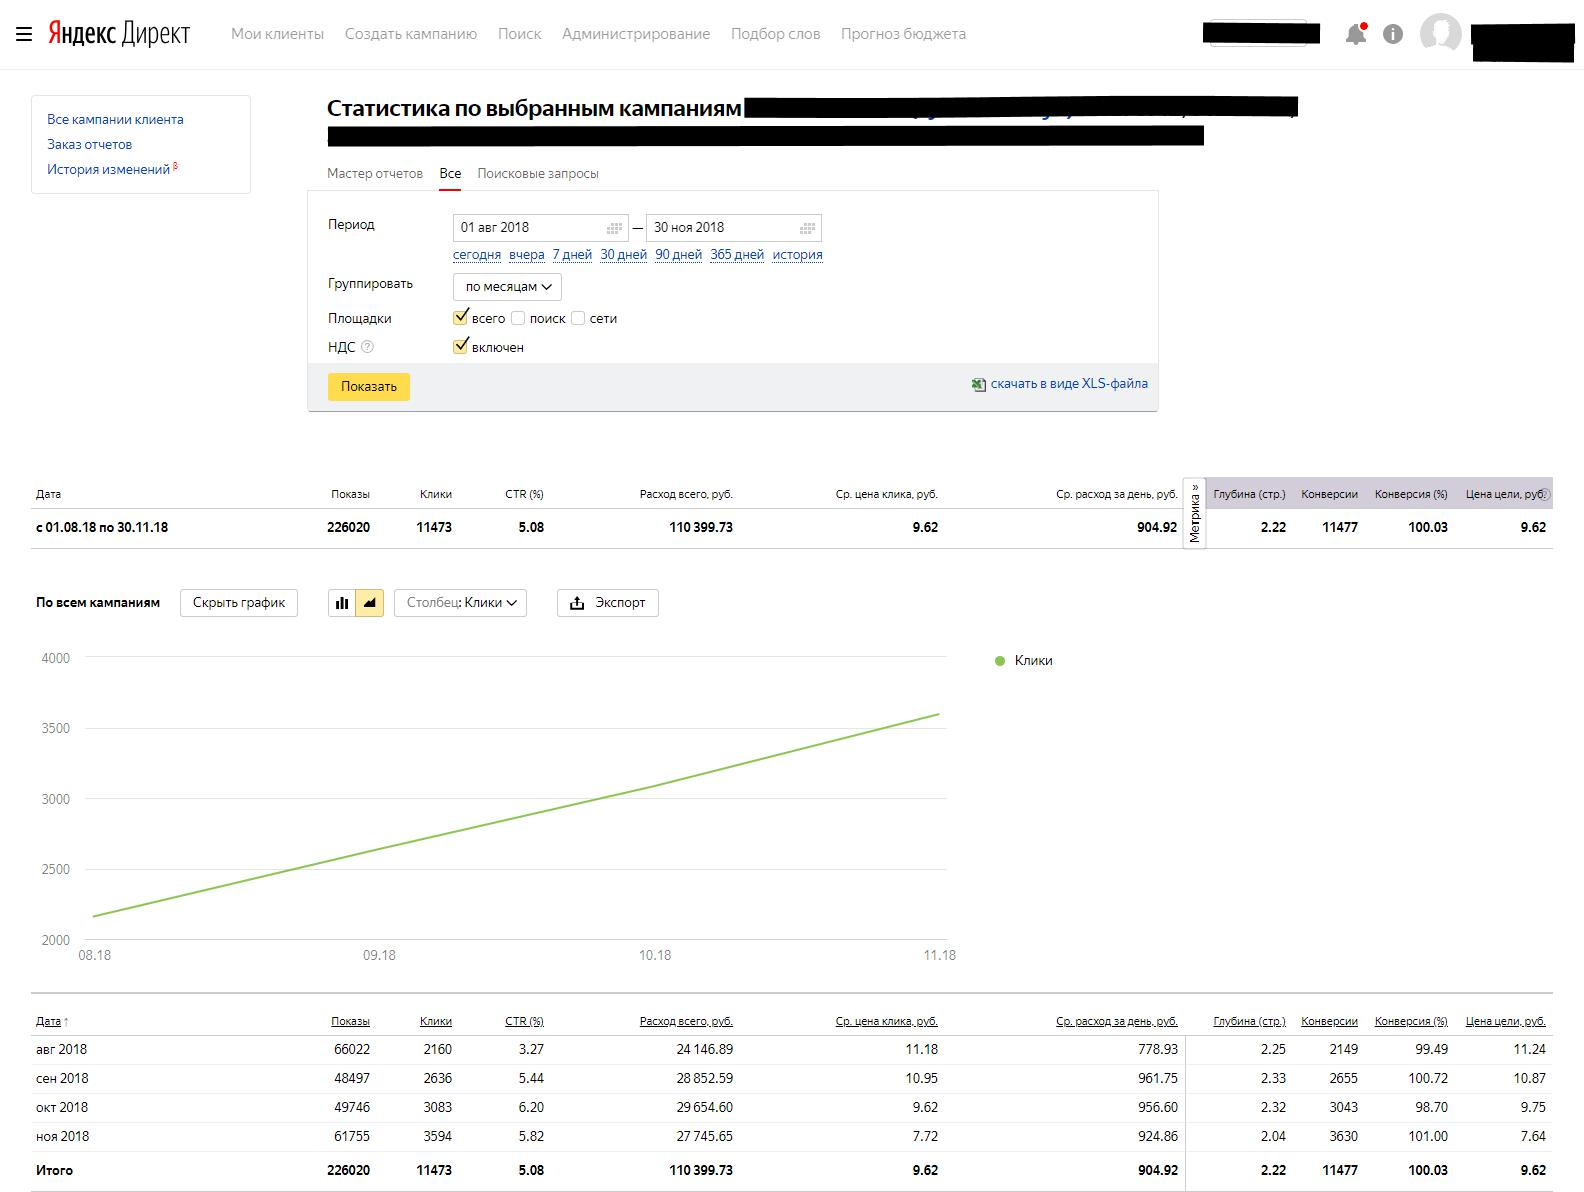 Яндекс Директ Мои клиенты Создать кампанию Поиск Администрирование Подбор слов Прогноз бюджета
Все кампании клиента
Заказ отчетов
История изменений β
Статистика по выбранным кампаниям
Мастер отчетов Все Поисковые запросы
Период 01 авг 2018 — 30 ноя 2018
сегодня вчера 7 дней 30 дней 90 дней 365 дней история
Группировать по месяцам
Площадки всего поиск сети
НДС ? включен
Показать скачать в виде XLS-файла
Дата Показы Клики CTR (%) Расход всего, руб. Ср. цена клика, руб. Ср. расход за день, руб. Метрика » Глубина (стр.) Конверсии Конверсия (%) Цена цели, руб. ?
с 01.08.18 по 30.11.18 226020 11473 5.08 110 399.73 9.62 904.92 2.22 11477 100.03 9.62
По всем кампаниям Скрыть график Столбец: Клики Экспорт
4000
3500
3000
2500
2000
08.18 09.18 10.18 11.18
Клики
Дата ↑ Показы Клики CTR (%) Расход всего, руб. Ср. цена клика, руб. Ср. расход за день, руб. Глубина (стр.) Конверсии Конверсия (%) Цена цели, руб.
авг 2018 66022 2160 3.27 24 146.89 11.18 778.93 2.25 2149 99.49 11.24
сен 2018 48497 2636 5.44 28 852.59 10.95 961.75 2.33 2655 100.72 10.87
окт 2018 49746 3083 6.20 29 654.60 9.62 956.60 2.32 3043 98.70 9.75
ноя 2018 61755 3594 5.82 27 745.65 7.72 924.86 2.04 3630 101.00 7.64
Итого 226020 11473 5.08 110 399.73 9.62 904.92 2.22 11477 100.03 9.62